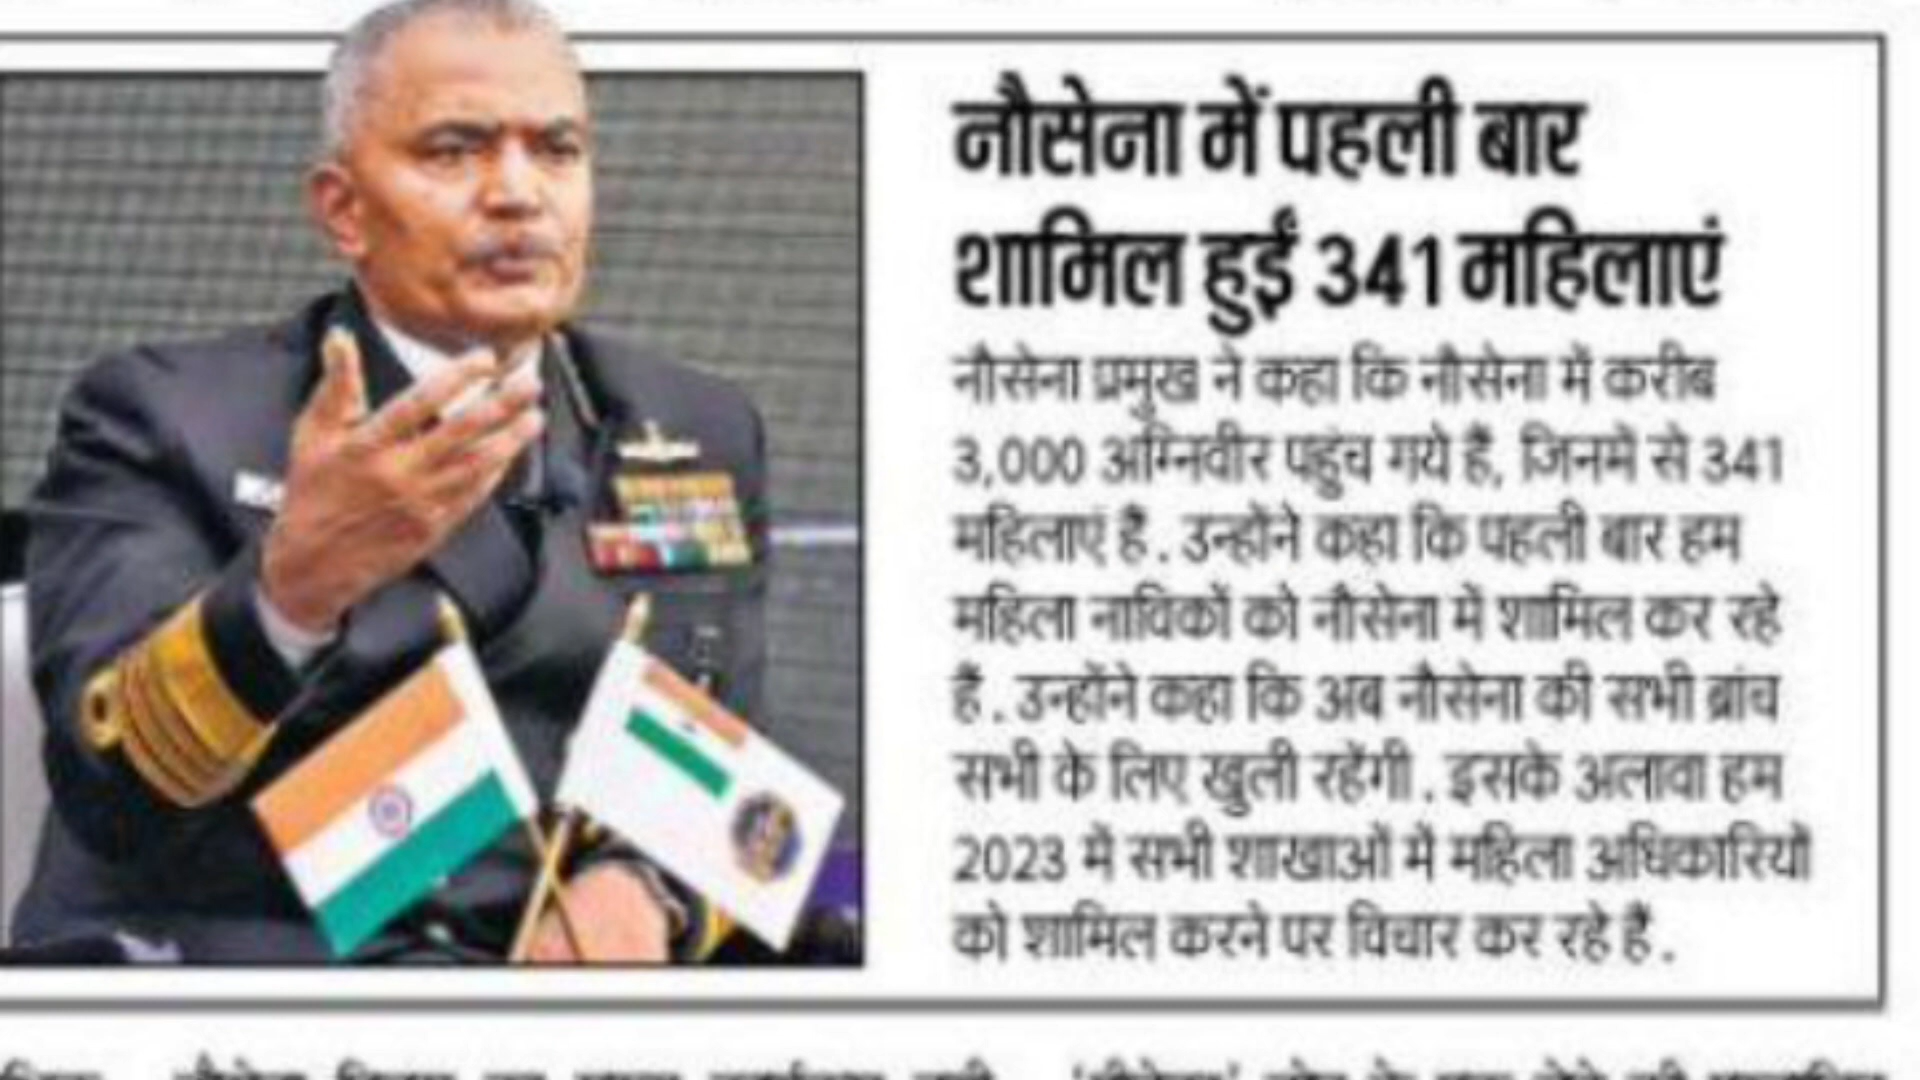 नौसेना में पहली बार
शामिल हुईं 341 महिलाएं
नौसेना प्रमुख ने कहा कि नौसेना में करीब
3,000 अग्निवीर पहुंच गये हैं, जिनमें से 341
महिलाएं हैं. उन्होंने कहा कि पहली बार हम
महिला नाविकों को नौसेना में शामिल कर रहे
हैं. उन्होंने कहा कि अब नौसेना की सभी ब्रांच
सभी के लिए खुली रहेंगी. इसके अलावा हम
2023 में सभी शाखाओं में महिला अधिकारियों
को शामिल करने पर विचार कर रहे हैं.